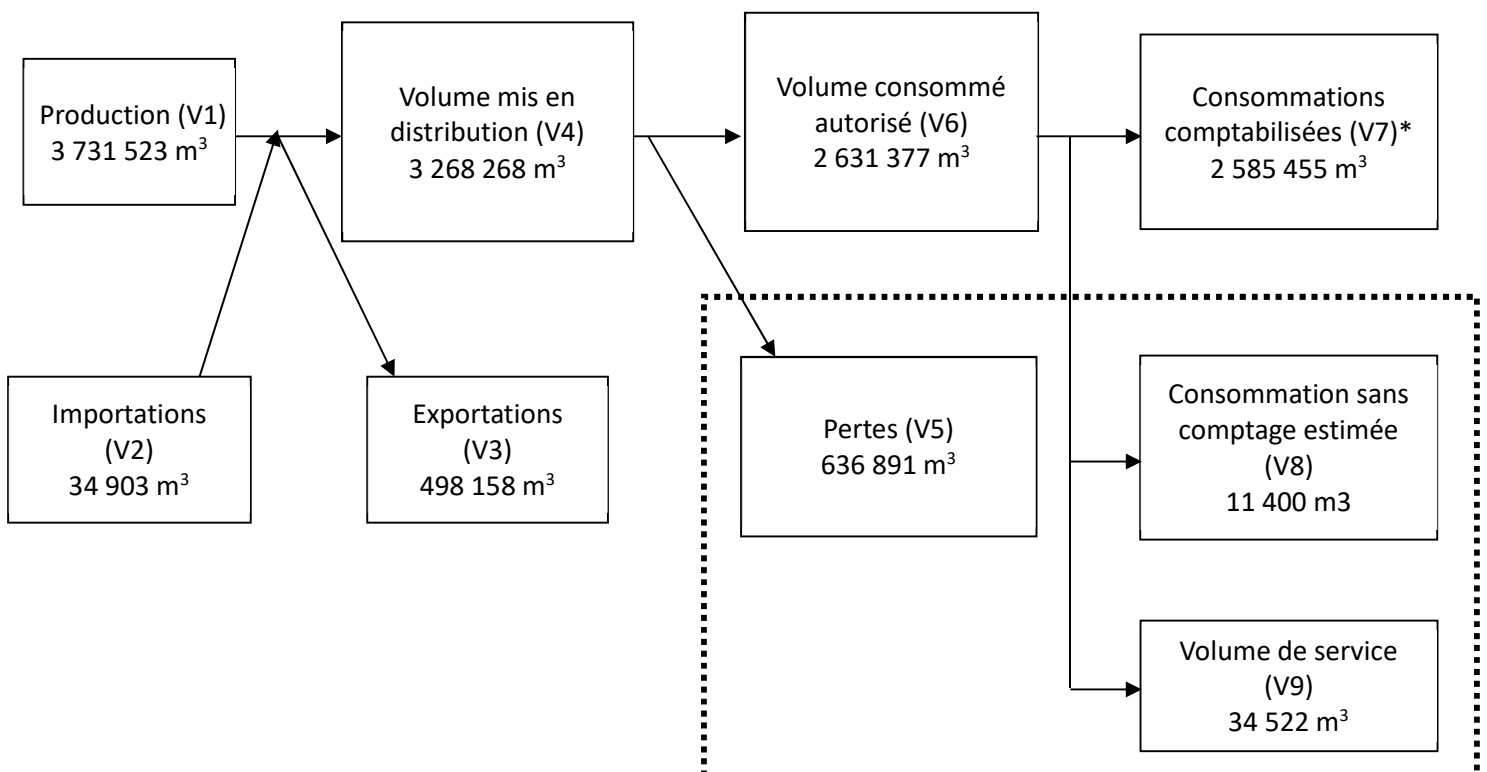 Production (V1)
3 731 523 m³
Volume mis en
distribution (V4)
3 268 268 m³
Volume consommé
autorisé (V6)
2 631 377 m³
Consommations
comptabilisées (V7)*
2 585 455 m³
Importations
(V2)
34 903 m³
Exportations
(V3)
498 158 m³
Pertes (V5)
636 891 m³
Consommation sans
comptage estimée
(V8)
11 400 m3
Volume de service
(V9)
34 522 m³